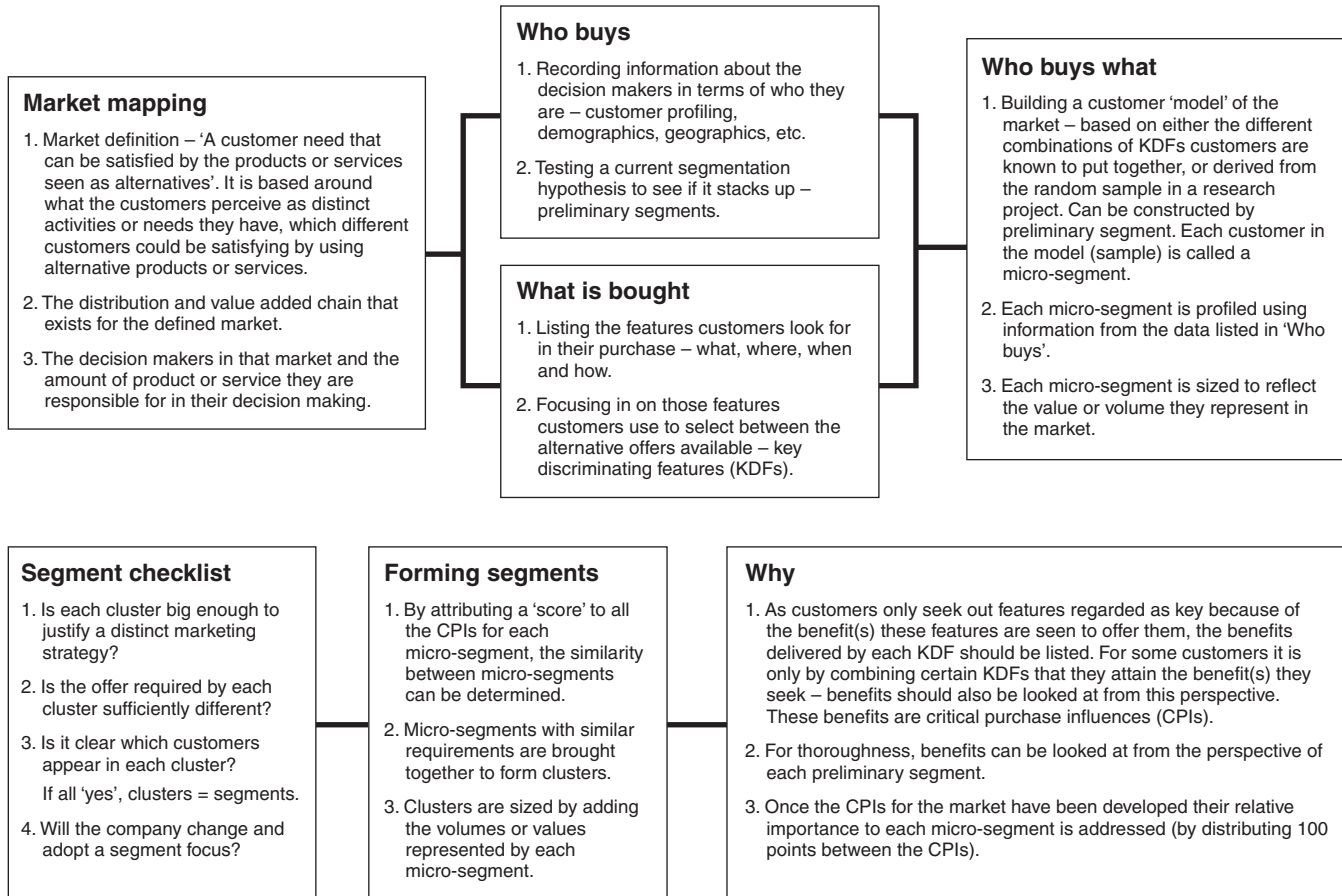 Market mapping
1. Market definition – ‘A customer need that
can be satisfied by the products or services
seen as alternatives’. It is based around
what the customers perceive as distinct
activities or needs they have, which different
customers could be satisfying by using
alternative products or services.
2. The distribution and value added chain that
exists for the defined market.
3. The decision makers in that market and the
amount of product or service they are
responsible for in their decision making.
Who buys
1. Recording information about the
decision makers in terms of who they
are – customer profiling,
demographics, geographics, etc.
2. Testing a current segmentation
hypothesis to see if it stacks up –
preliminary segments.
What is bought
1. Listing the features customers look for
in their purchase – what, where, when
and how.
2. Focusing in on those features
customers use to select between the
alternative offers available – key
discriminating features (KDFs).
Who buys what
1. Building a customer ‘model’ of the
market – based on either the different
combinations of KDFs customers are
known to put together, or derived from
the random sample in a research
project. Can be constructed by
preliminary segment. Each customer in
the model (sample) is called a
micro-segment.
2. Each micro-segment is profiled using
information from the data listed in ‘Who
buys’.
3. Each micro-segment is sized to reflect
the value or volume they represent in
the market.
Segment checklist
1. Is each cluster big enough to
justify a distinct marketing
strategy?
2. Is the offer required by each
cluster sufficiently different?
3. Is it clear which customers
appear in each cluster?
If all ‘yes’, clusters = segments.
4. Will the company change and
adopt a segment focus?
Forming segments
1. By attributing a ‘score’ to all
the CPIs for each
micro-segment, the similarity
between micro-segments
can be determined.
2. Micro-segments with similar
requirements are brought
together to form clusters.
3. Clusters are sized by adding
the volumes or values
represented by each
micro-segment.
Why
1. As customers only seek out features regarded as key because of
the benefit(s) these features are seen to offer them, the benefits
delivered by each KDF should be listed. For some customers it is
only by combining certain KDFs that they attain the benefit(s) they
seek – benefits should also be looked at from this perspective.
These benefits are critical purchase influences (CPIs).
2. For thoroughness, benefits can be looked at from the perspective of
each preliminary segment.
3. Once the CPIs for the market have been developed their relative
importance to each micro-segment is addressed (by distributing 100
points between the CPIs).